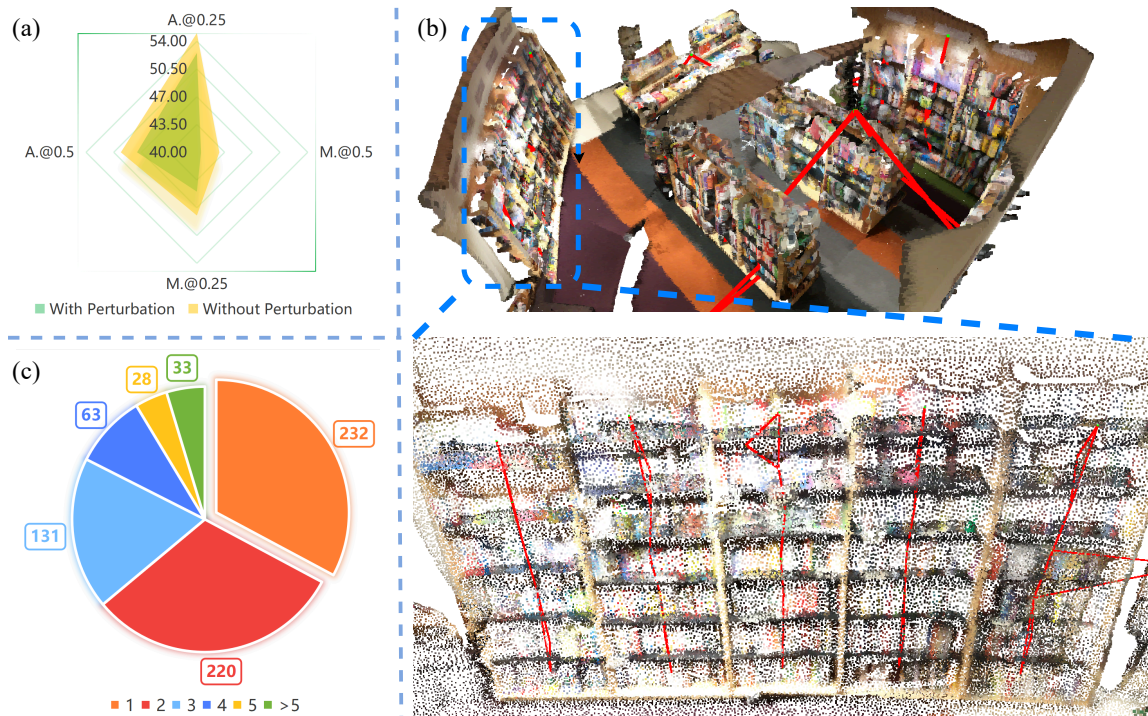 (a)
A.@0.25
54.00
50.50
47.00
43.50
40.00
A.@0.5
M.@0.5
M.@0.25
With Perturbation
Without Perturbation
(b)
(c)
33
28
63
232
131
220
1 2 3 4 5 >5